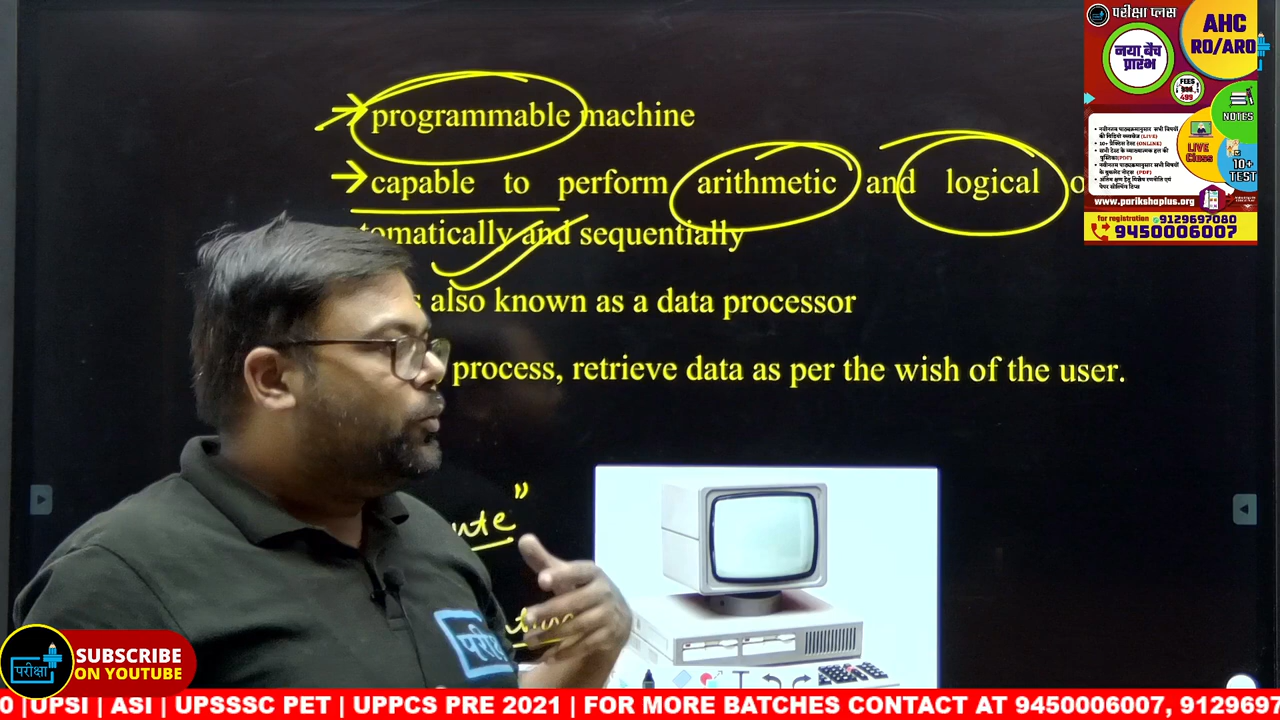 programmable machine
capable to perform arithmetic and logical
tomatically and sequentially
also known as a data processor
process, retrieve data as per the wish of the user.
परीक्षा प्लस
AHC
RO/ARO
नया बैच
प्रारंभ
FEES
499
NOTES
LIVE
Class
10+
TEST
www.parikshaplus.org
for registration 9129697080
9450006007
परीक्षा
SUBSCRIBE
ON YOUTUBE
0 |UPSI | ASI | UPSSSC PET | UPPCS PRE 2021 | FOR MORE BATCHES CONTACT AT 9450006007, 9129697